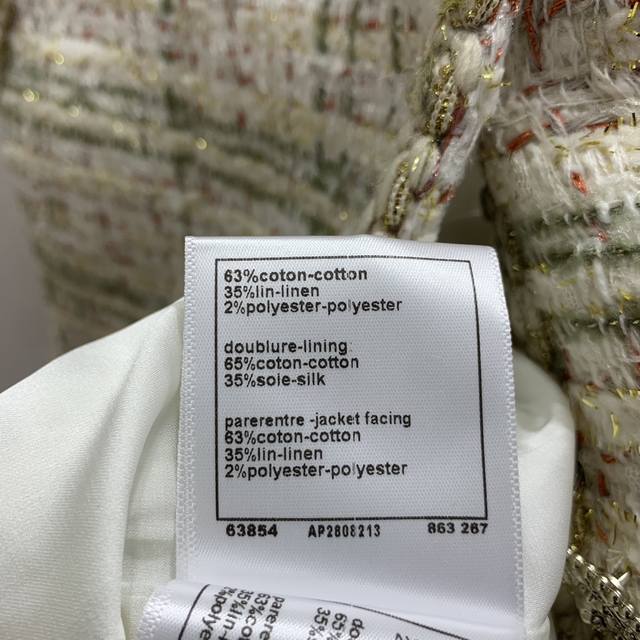 63%coton-cotton
35%lin-linen
2%polyester-polyester
doublure-lining:
65%coton-cotton
35%soie-silk
parerentre -jacket facing
63%coton-cotton
35%lin-linen
2%polyester-polyester
63854 AP2808213 863 267